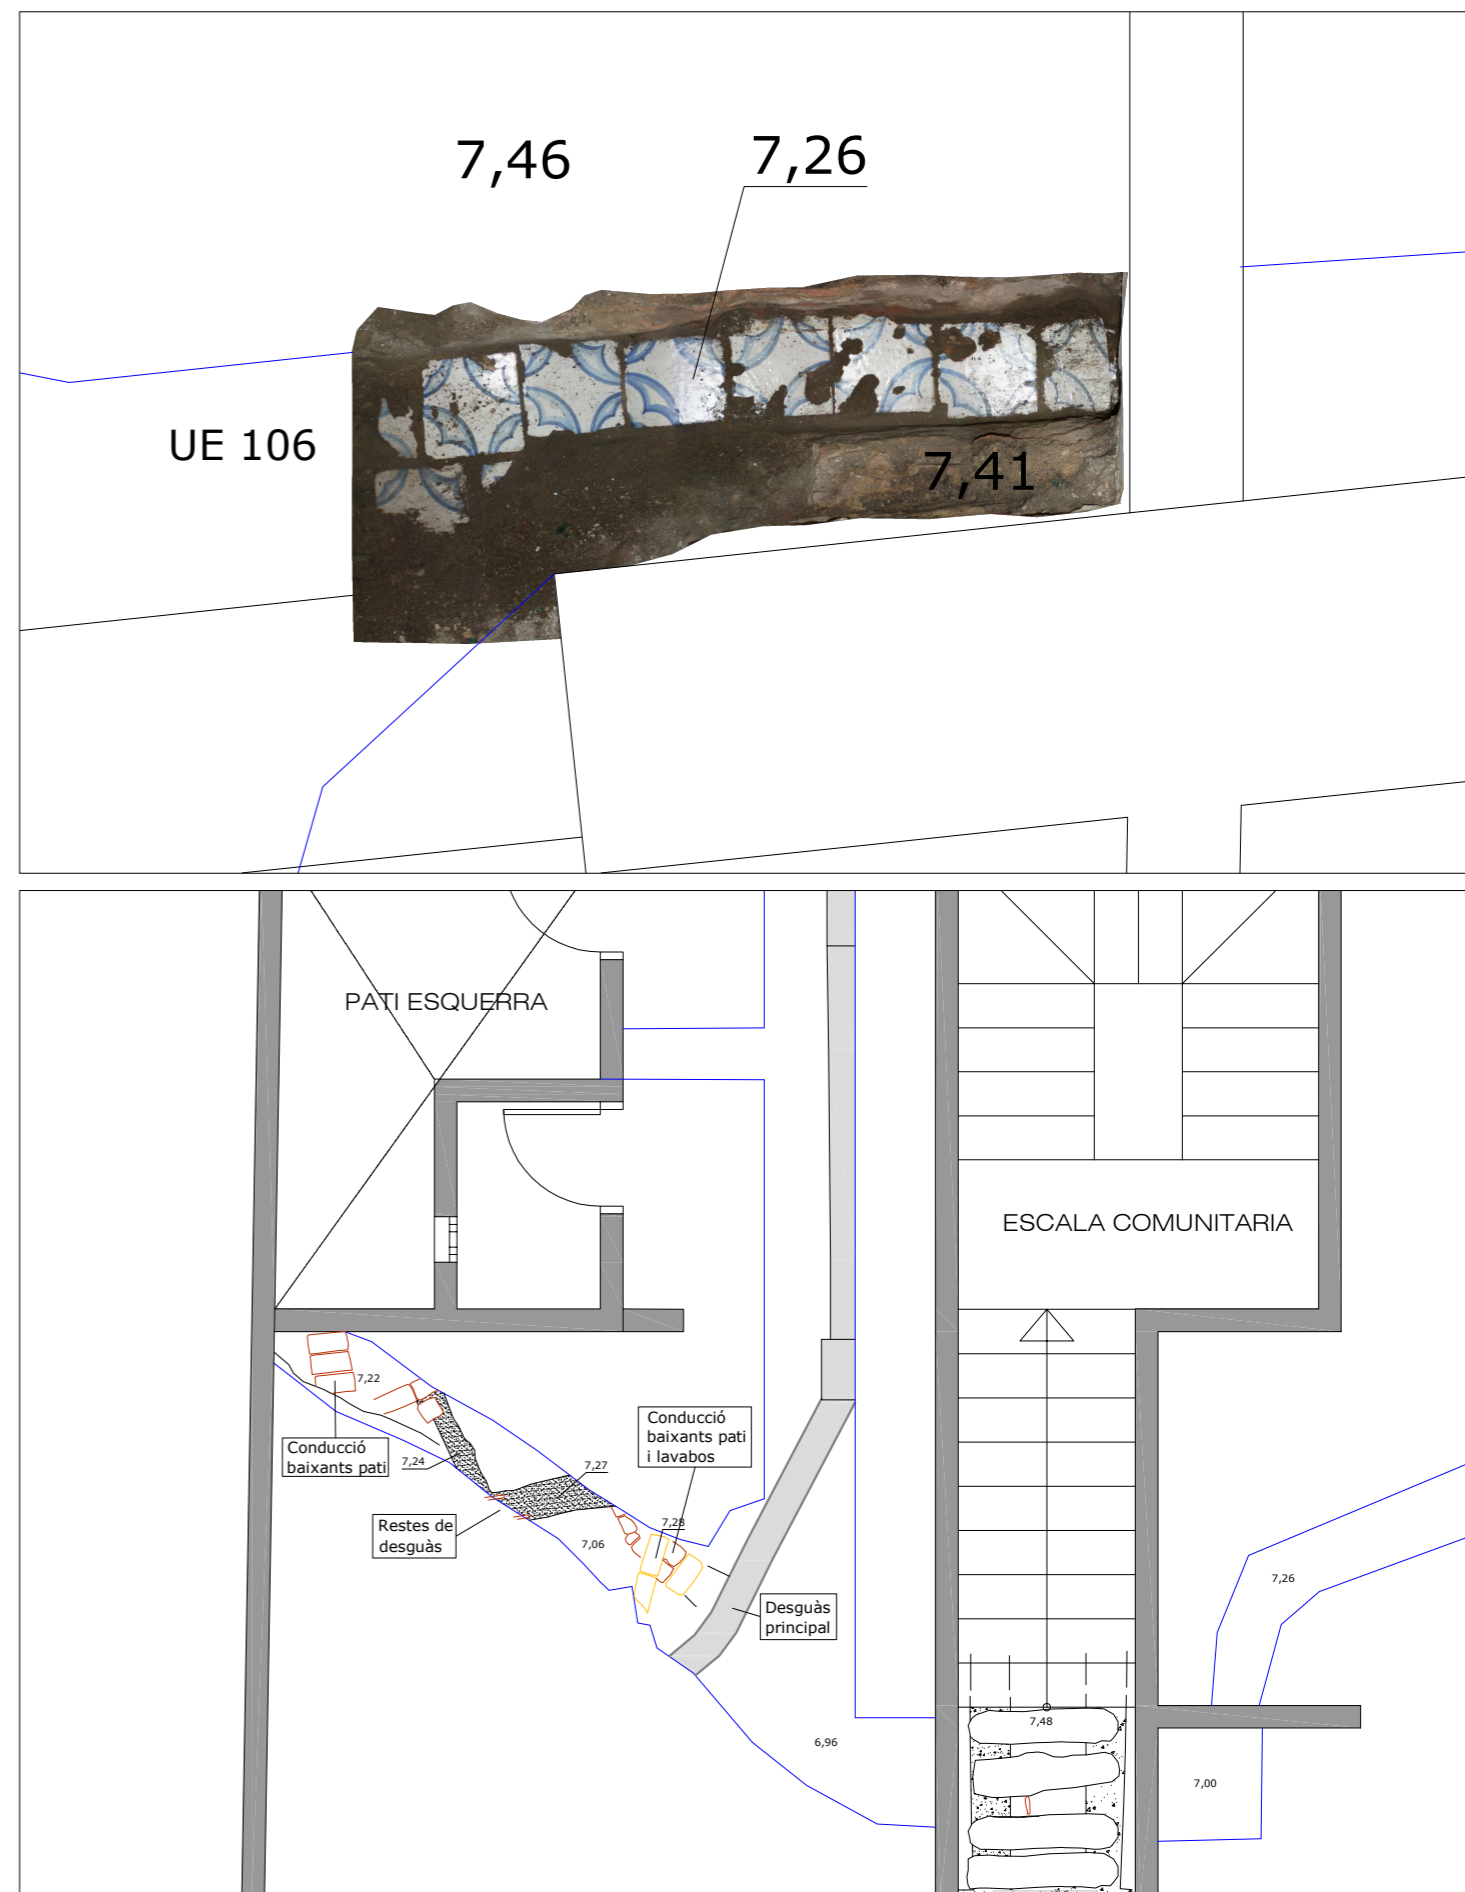 7,46
7,26
UE 106
7,41
PATI ESQUERRA
ESCALA COMUNITARIA
7,22
Conducció
baixants pati
7,24
Conducció
baixants pati
i lavabos
7,27
Restes de
desguàs
7,28
7,06
Desguàs
principal
7,26
7,48
6,96
7,00